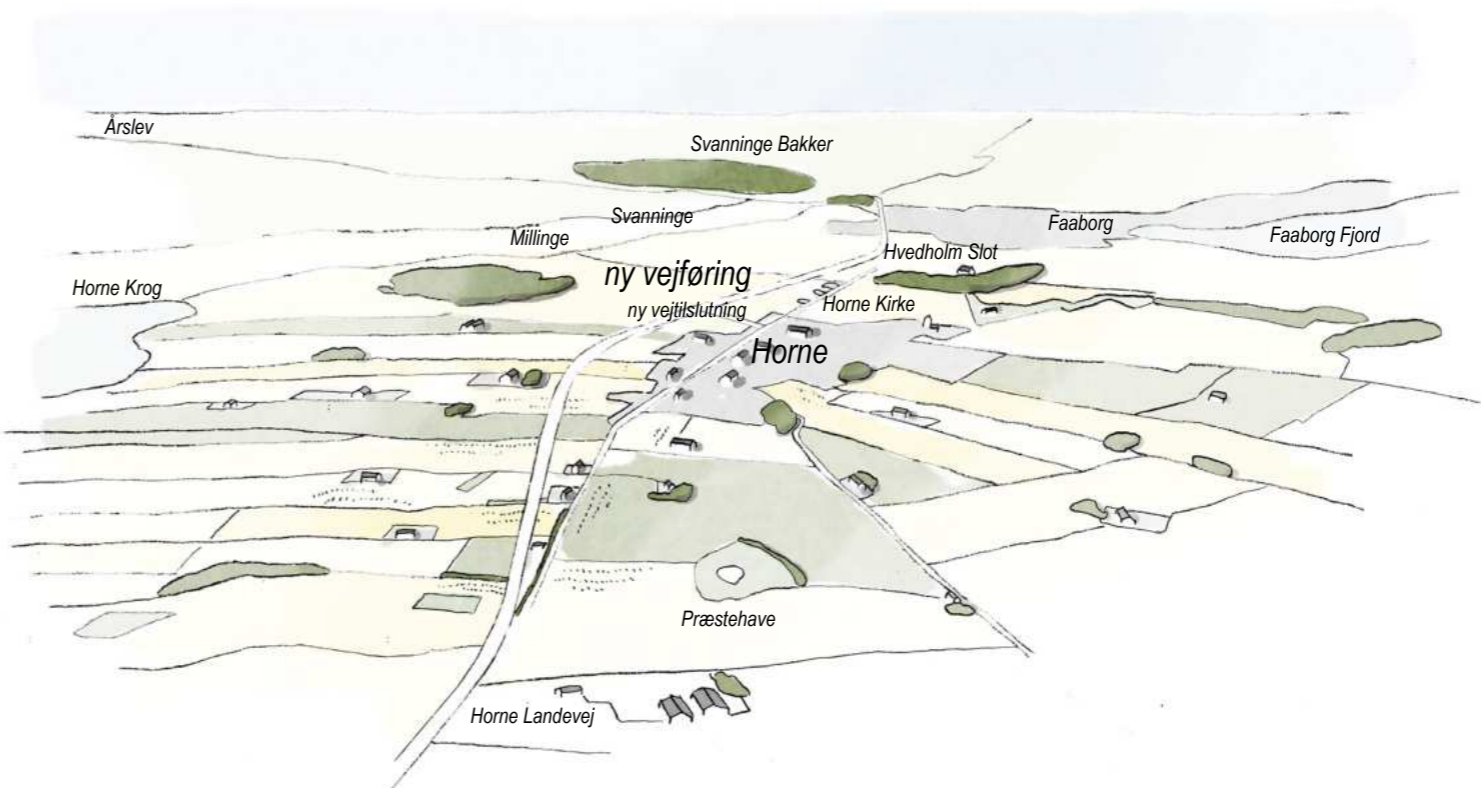 Årslev
Svanninge Bakker
Svanninge
Faaborg
Millinge
Faaborg Fjord
Hvedholm Slot
ny vejføring
Horne Krog
Horne Kirke
ny vejtilslutning
Horne
Præstehave
Horne Landevej